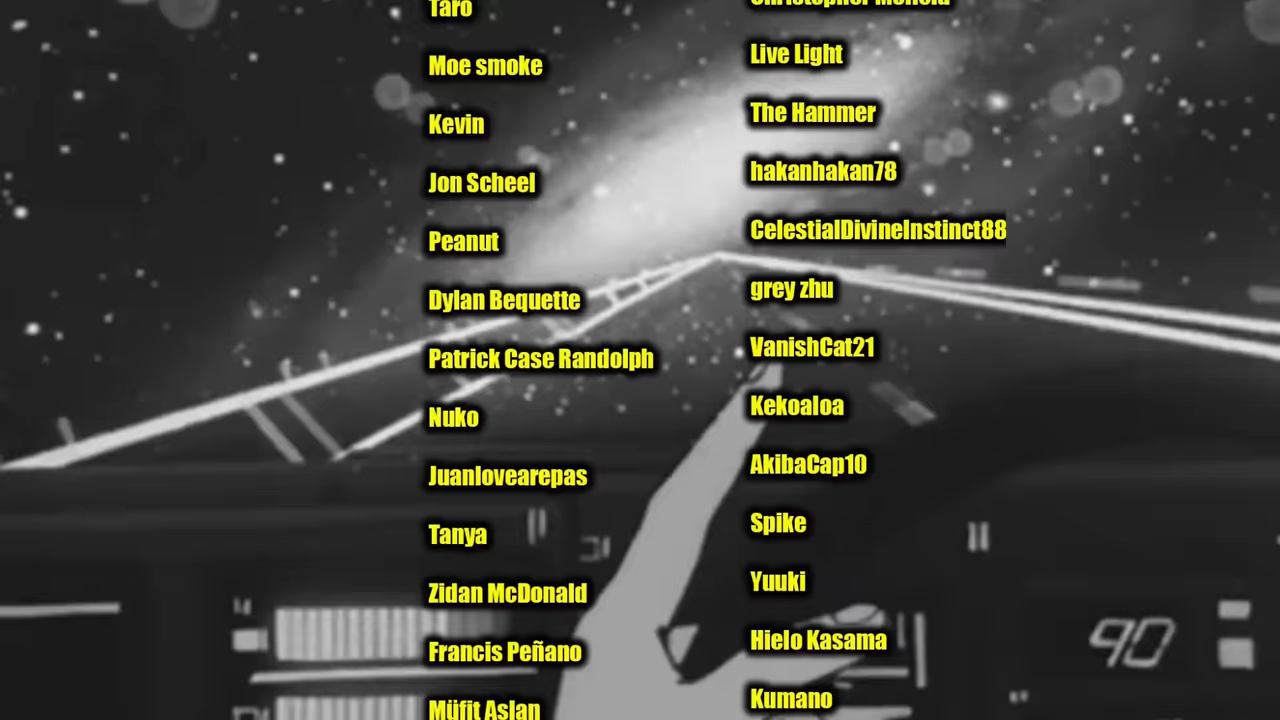 Taro
Moe smoke
Kevin
Jon Scheel
Peanut
Dylan Bequette
Patrick Case Randolph
Nuko
Juanlovearepas
Tanya
Zidan McDonald
Francis Peñano
Müfit Aslan
Live Light
The Hammer
hakanhakan78
CelestialDivineInstinct88
grey zhu
VanishCat21
Kekoaloa
AkibaCap10
Spike
Yuuki
Hielo Kasama
Kumano
90